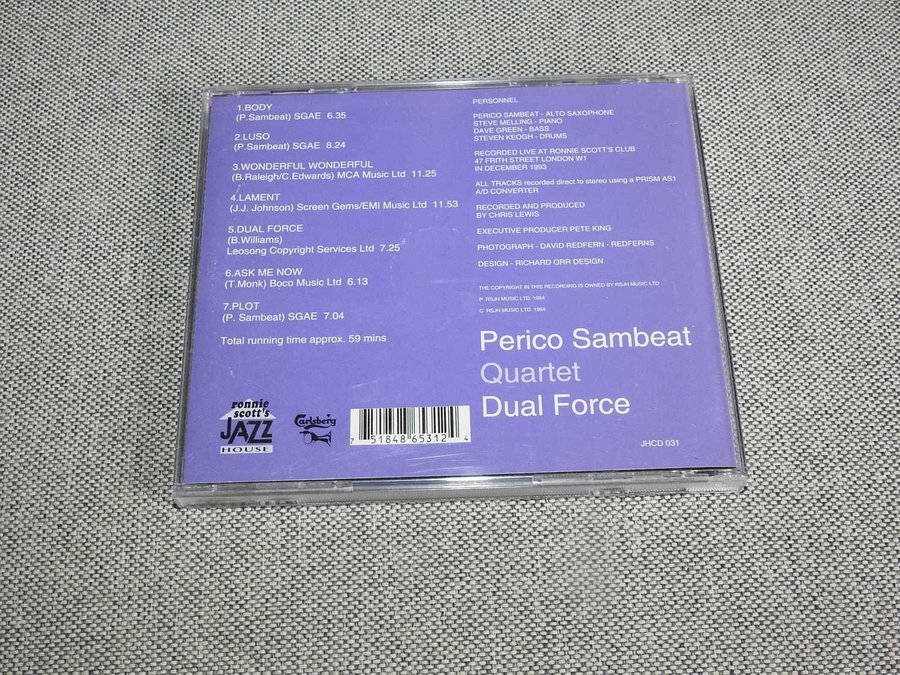 1.BODY
(P.Sambeat) SGAE 6.35
2.LUSO
(P.Sambeat) SGAE 8.24
3.WONDERFUL WONDERFUL
(B.Raleigh/C.Edwards) MCA Music Ltd 11.25
4.LAMENT
(J.J. Johnson) Screen Gems/EMI Music Ltd 11.53
5.DUAL FORCE
(B.Williams)
Leosong Copyright Services Ltd 7.25
6.ASK ME NOW
(T.Monk) Boco Music Ltd 6.13
7.PLOT
(P. Sambeat) SGAE 7.04
Total running time approx. 59 mins
PERSONNEL
PERICO SAMBEAT - ALTO SAXOPHONE
STEVE MELLING - PIANO
DAVE GREEN - BASS
STEVEN KEOGH - DRUMS
RECORDED LIVE AT RONNIE SCOTT'S CLUB
47 FRITH STREET LONDON W1
IN DECEMBER 1993
ALL TRACKS recorded direct to stereo using a PRISM AS1
A/D CONVERTER
RECORDED AND PRODUCED
BY CHRIS LEWIS
EXECUTIVE PRODUCER PETE KING
PHOTOGRAPH - DAVID REDFERN - REDFERNS
DESIGN - RICHARD ORR DESIGN
THE COPYRIGHT IN THIS RECORDING IS OWNED BY RSJH MUSIC LTD
P RSJH MUSIC LTD. 1994
C RSJH MUSIC LTD 1994
Perico Sambeat
Quartet
Dual Force
ronnie
scott's
JAZZ
HOUSE
Carlsberg
7 51848 65312 4
JHCD 031